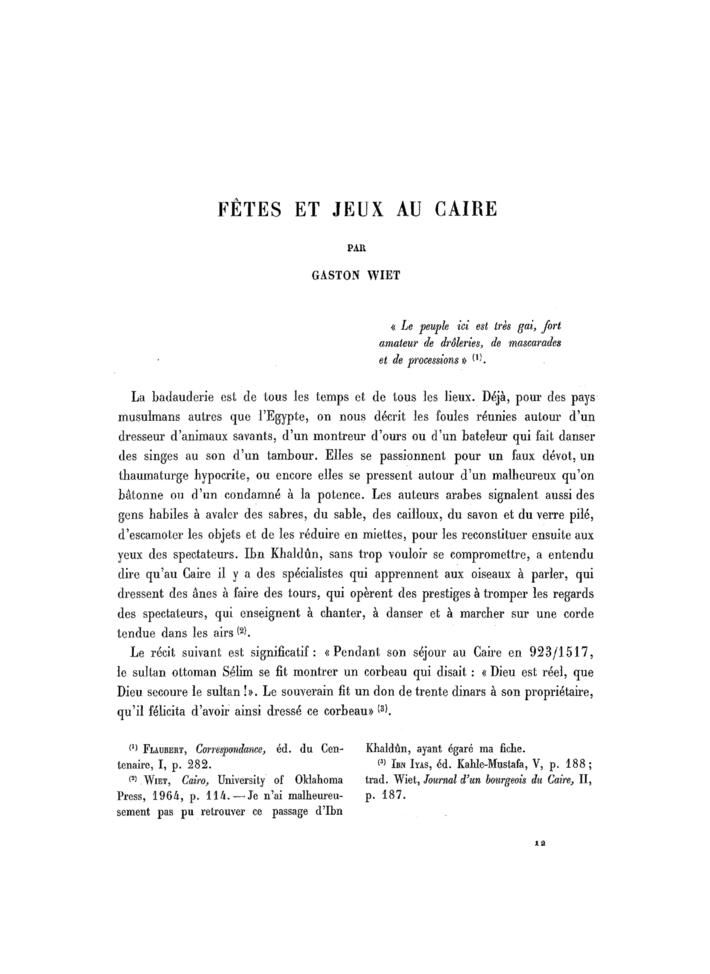 FÊTES ET JEUX AU CAIRE
PAR
GASTON WIET
« Le peuple ici est très gai, fort
amateur de drôleries, de mascarades
et de processions » (1).
La badauderie est de tous les temps et de tous les lieux. Déjà, pour des pays
musulmans autres que l'Egypte, on nous décrit les foules réunies autour d'un
dresseur d'animaux savants, d'un montreur d'ours ou d'un bateleur qui fait danser
des singes au son d'un tambour. Elles se passionnent pour un faux dévot, un
thaumaturge hypocrite, ou encore elles se pressent autour d'un malheureux qu'on
bâtonne ou d'un condamné à la potence. Les auteurs arabes signalent aussi des
gens habiles à avaler des sabres, du sable, des cailloux, du savon et du verre pilé,
d'escamoter les objets et de les réduire en miettes, pour les reconstituer ensuite aux
yeux des spectateurs. Ibn Khaldûn, sans trop vouloir se compromettre, a entendu
dire qu'au Caire il y a des spécialistes qui apprennent aux oiseaux à parler, qui
dressent des ânes à faire des tours, qui opèrent des prestiges à tromper les regards
des spectateurs, qui enseignent à chanter, à danser et à marcher sur une corde
tendue dans les airs (2).
Le récit suivant est significatif : « Pendant son séjour au Caire en 923/1517,
le sultan ottoman Sélim se fit montrer un corbeau qui disait : « Dieu est réel, que
Dieu secoure le sultan !». Le souverain fit un don de trente dinars à son propriétaire,
qu'il félicita d'avoir ainsi dressé ce corbeau» (3).
(1) FLAUBERT, Correspondance, éd. du Cen-
tenaire, I, p. 282.
(2) WIET, Cairo, University of Oklahoma
Press, 1964, p. 114. — Je n'ai malheureu-
sement pas pu retrouver ce passage d'Ibn
Khaldûn, ayant égaré ma fiche.
(3) IBN IYAS, éd. Kahle-Mustafa, V, p. 188 ;
trad. Wiet, Journal d'un bourgeois du Caire, II,
p. 187.
12